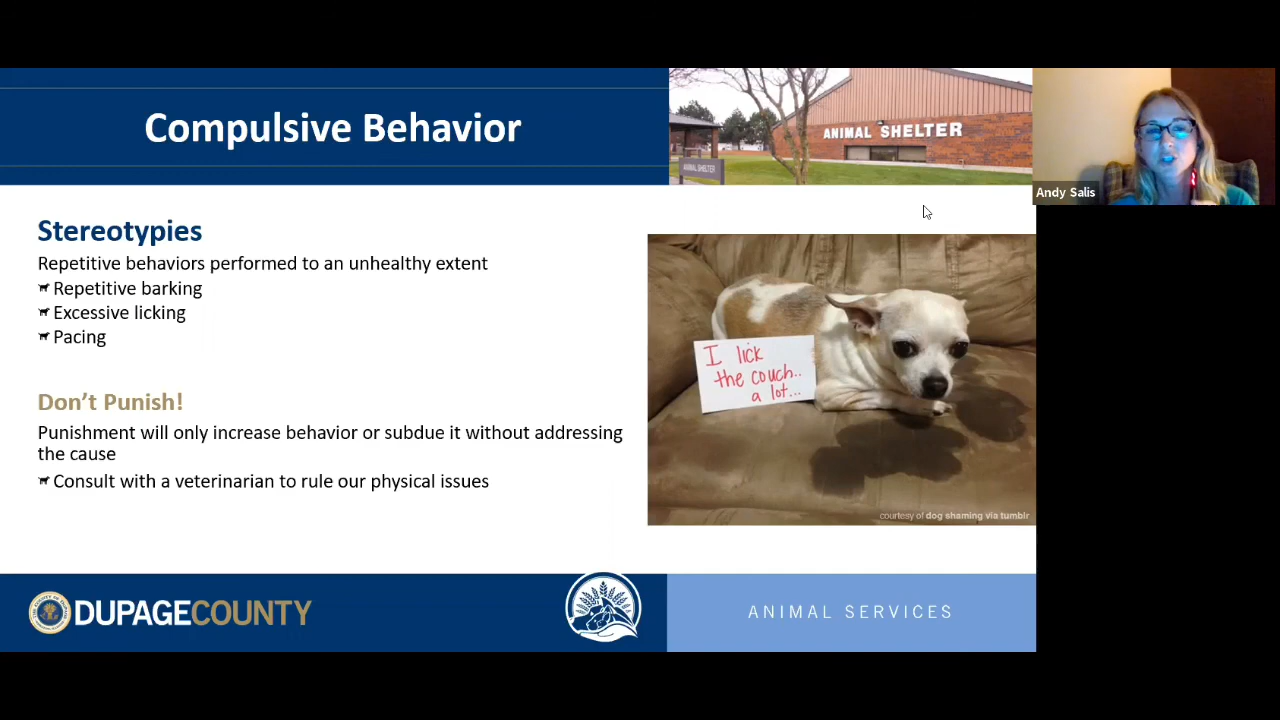 Compulsive Behavior
ANIMAL SHELTER
ANIMAL SHELTER
Andy Salis
Stereotypies
Repetitive behaviors performed to an unhealthy extent
Repetitive barking
Excessive licking
Pacing
Don't Punish!
Punishment will only increase behavior or subdue it without addressing
the cause
Consult with a veterinarian to rule our physical issues
I lick
the couch..
a lot...
courtesy of dog shaming via tumblr
DUPAGECOUNTY
ANIMAL SERVICES